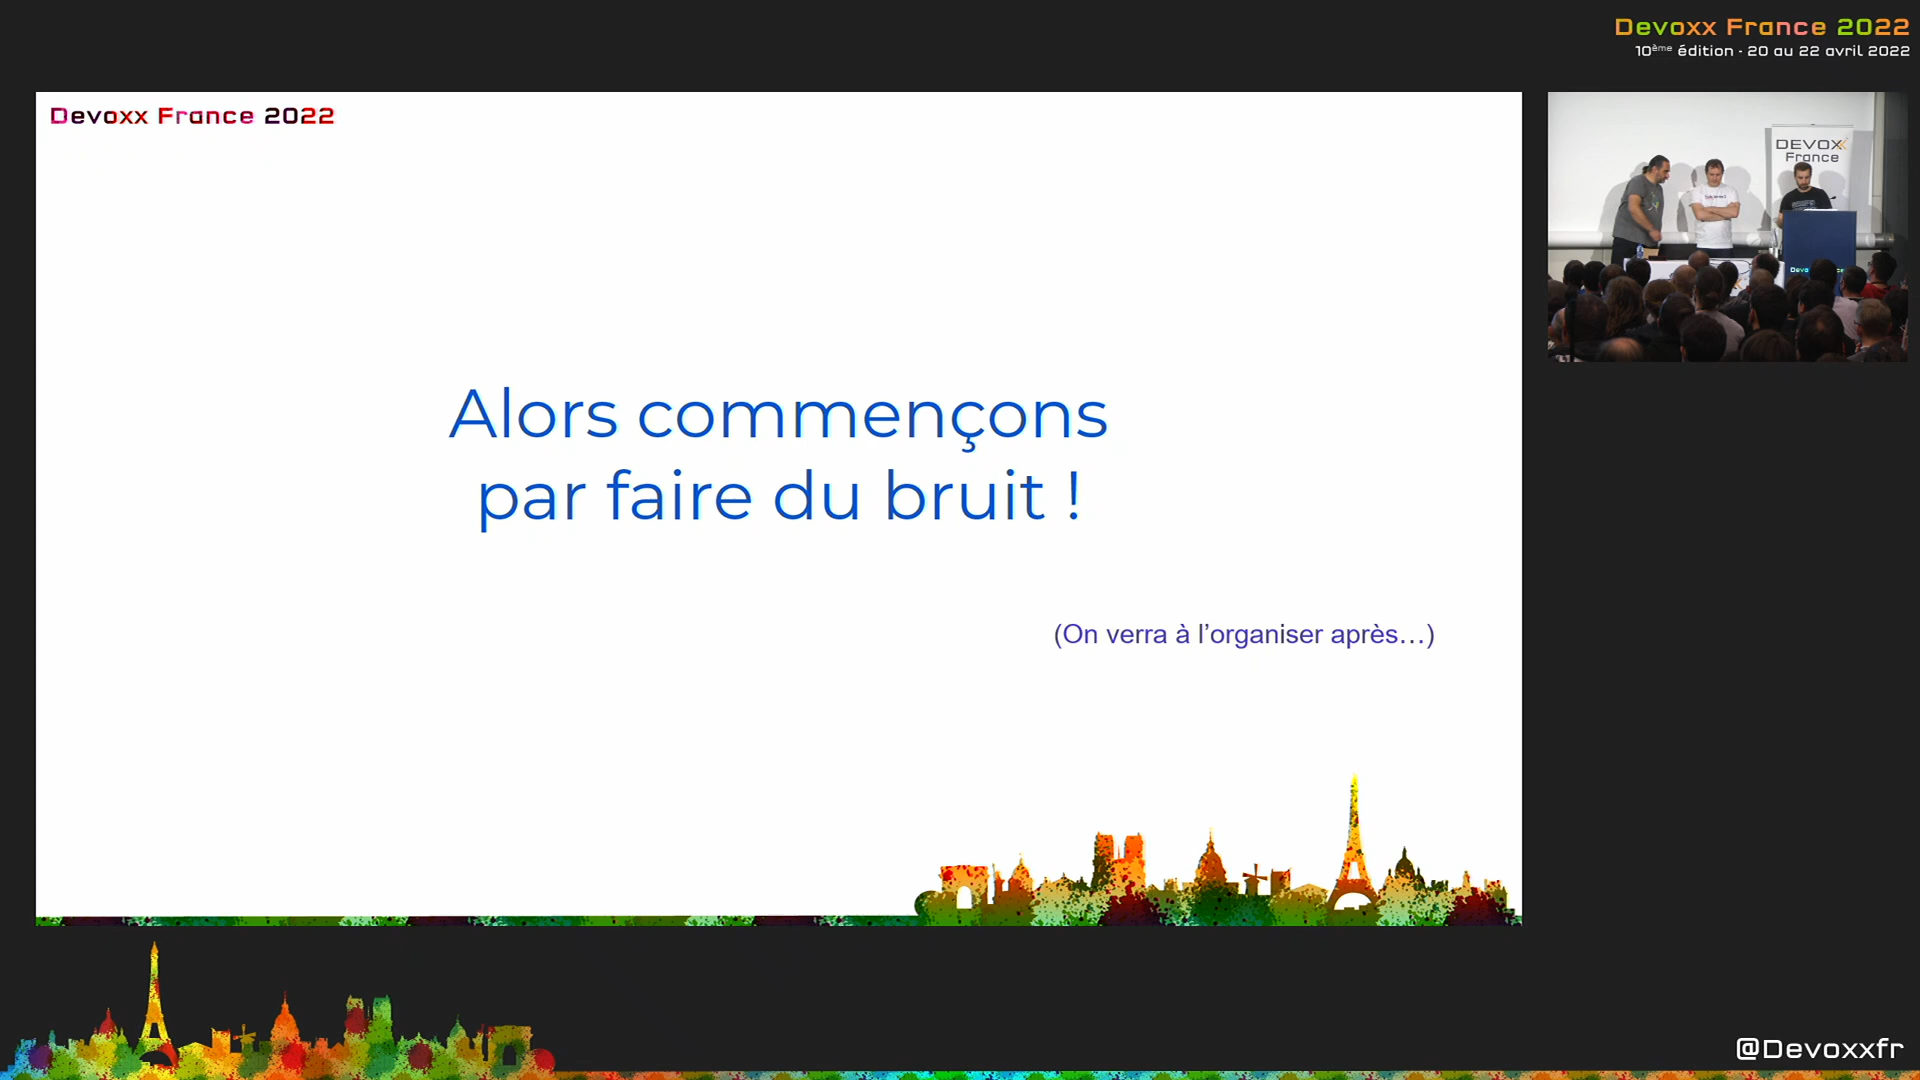 Devoxx France 2022
10ème édition - 20 au 22 avril 2022
Devoxx France 2022
DEVOXX
France
Alors commençons
par faire du bruit !
(On verra à l’organiser après…)
@Devoxxfr